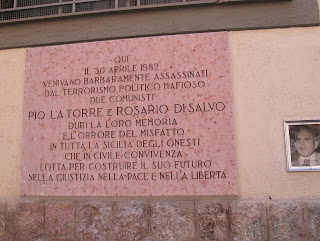 QUI
IL 30 APRILE 1982
VENIVANO BARBARAMENTE ASSASSINATI
DAL TERRORISMO POLITICO MAFIOSO
DUE COMUNISTI
PIO LA TORRE E ROSARIO DI SALVO
DURI LA LORO MEMORIA
E L'ORRORE DEL MISFATTO
IN TUTTA LA SICILIA DEGLI ONESTI
CHE IN CIVILE CONVIVENZA
LOTTA PER COSTRUIRE IL SUO FUTURO
NELLA GIUSTIZIA NELLA PACE E NELLA LIBERTA